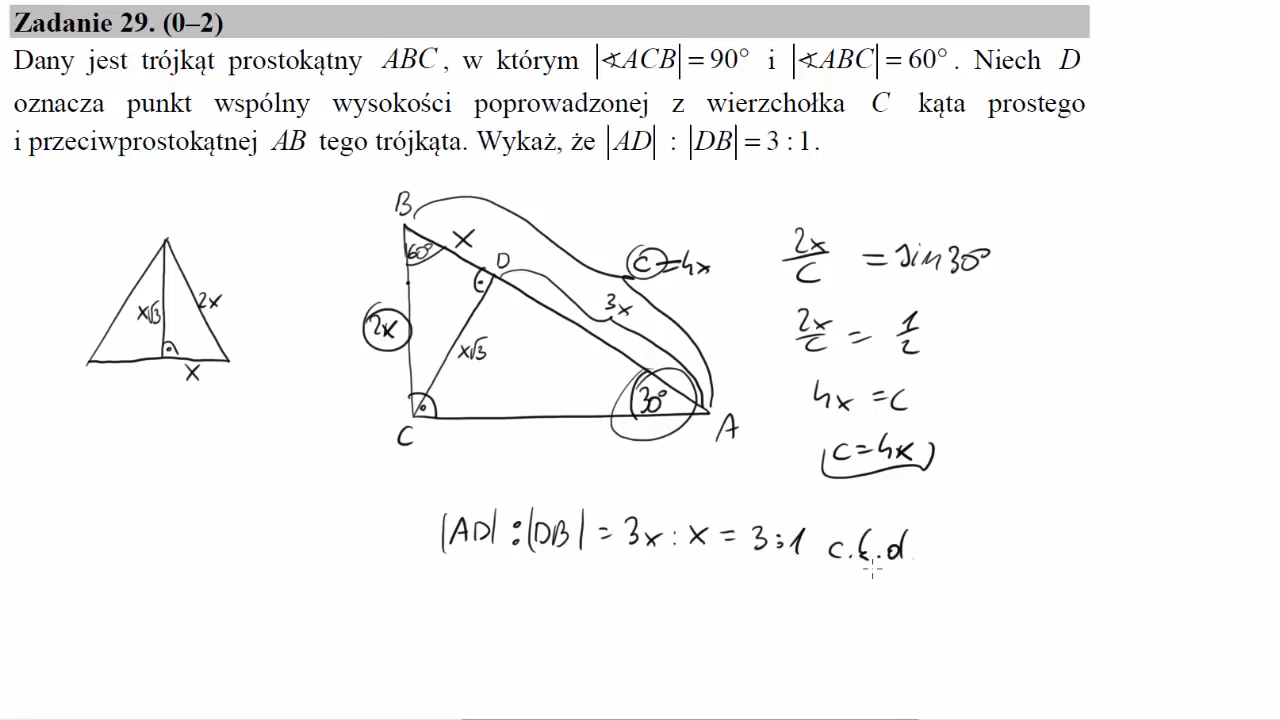 Zadanie 29. (0–2)
Dany jest trójkąt prostokątny ABC, w którym |∢ACB| = 90° i |∢ABC| = 60°. Niech D
oznacza punkt wspólny wysokości poprowadzonej z wierzchołka C kąta prostego
i przeciwprostokątnej AB tego trójkąta. Wykaż, że |AD| : |DB| = 3 : 1.
x√3
2x
x
B
60°
x
D
c=4x
3x
2x
x√3
30°
C
A
2x/c = sin30°
2x/c = 1/2
4x = c
c=4x
|AD| : |DB| = 3x : x = 3:1 c.k.d